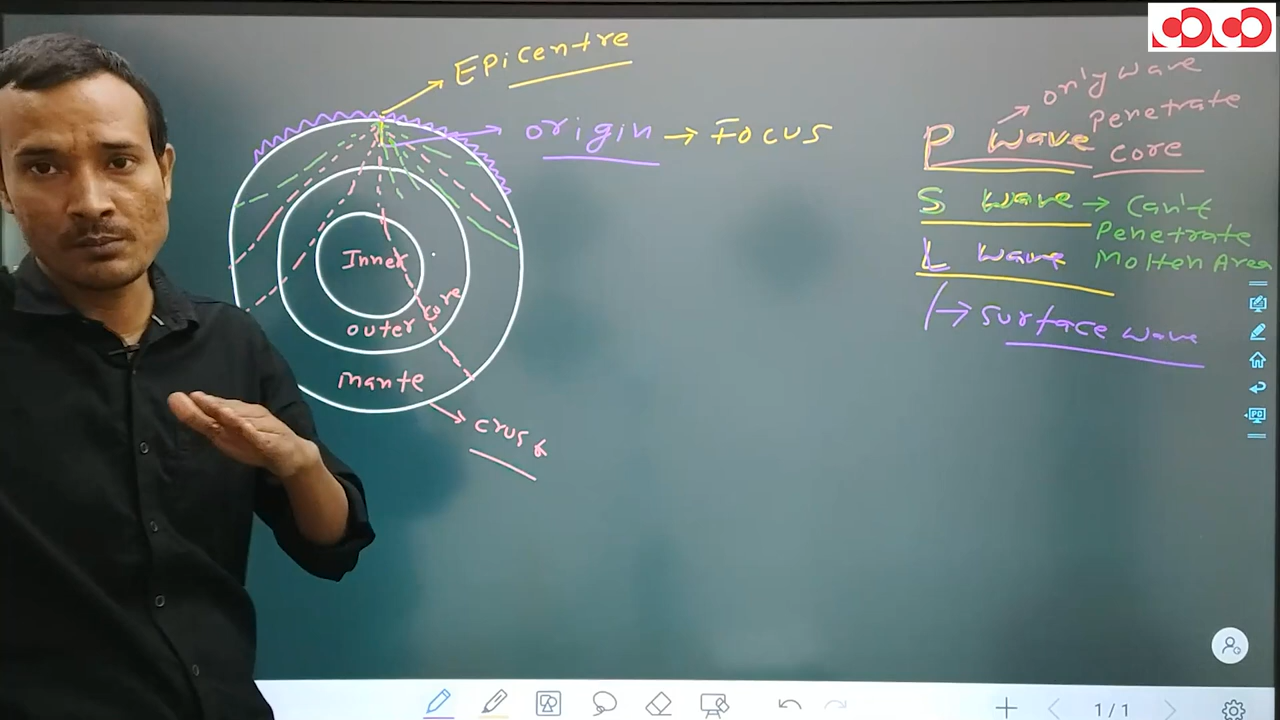 Epicentre
origin → Focus
Inner
outer core
mante
crust
only wave
Penetrate
core
P wave
S wave → Can't
Penetrate
Molten Area
L wave
→ surface wave
PO
1/1